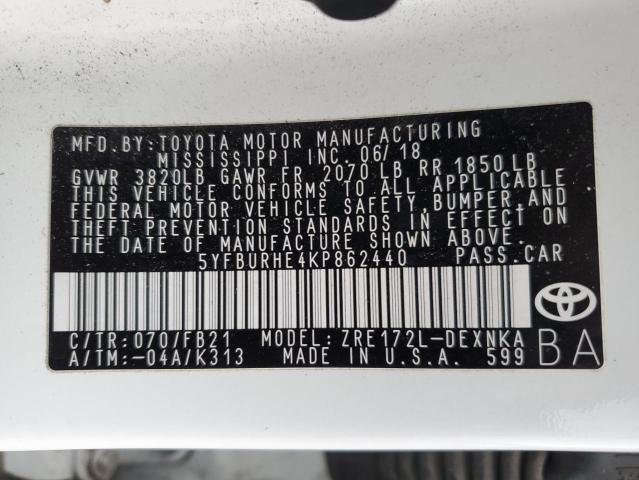 MFD. BY: TOYOTA MOTOR MANUFACTURING
MISSISSIPPI INC. 06/18
GVWR 3820LB GAWR FR 2070 LB RR 1850 LB
THIS VEHICLE CONFORMS TO ALL APPLICABLE
FEDERAL MOTOR VEHICLE SAFETY, BUMPER, AND
THEFT PREVENTION STANDARDS IN EFFECT ON
THE DATE OF MANUFACTURE SHOWN ABOVE.
5YFBURHE4KP862440 PASS. CAR
C/TR: 070/FB21 MODEL: ZRE172L-DEXNKA
A/TM: -04A/K313 MADE IN U.S.A. 599
BA